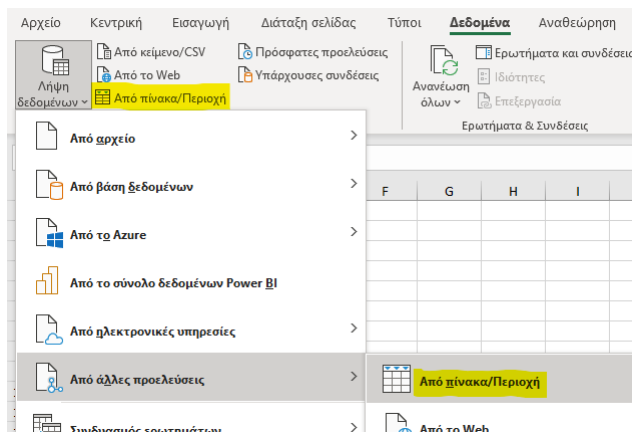 Αρχείο Κεντρική Εισαγωγή Διάταξη σελίδας Τύποι Δεδομένα Αναθεώρηση
Λήψη
δεδομένων
Από κείμενο/CSV
Από το Web
Από πίνακα/Περιοχή
Πρόσφατες προελεύσεις
Υπάρχουσες συνδέσεις
Ανανέωση
όλων
Ερωτήματα και συνδέσεις
Ιδιότητες
Επεξεργασία
Ερωτήματα & Συνδέσεις
Από αρχείο
Από βάση δεδομένων
F G H I
Από το Azure
Από το σύνολο δεδομένων Power BI
Από ηλεκτρονικές υπηρεσίες
Από άλλες προελεύσεις
Από πίνακα/Περιοχή
Συνδυασμός ερωτημάτων
Από το Web